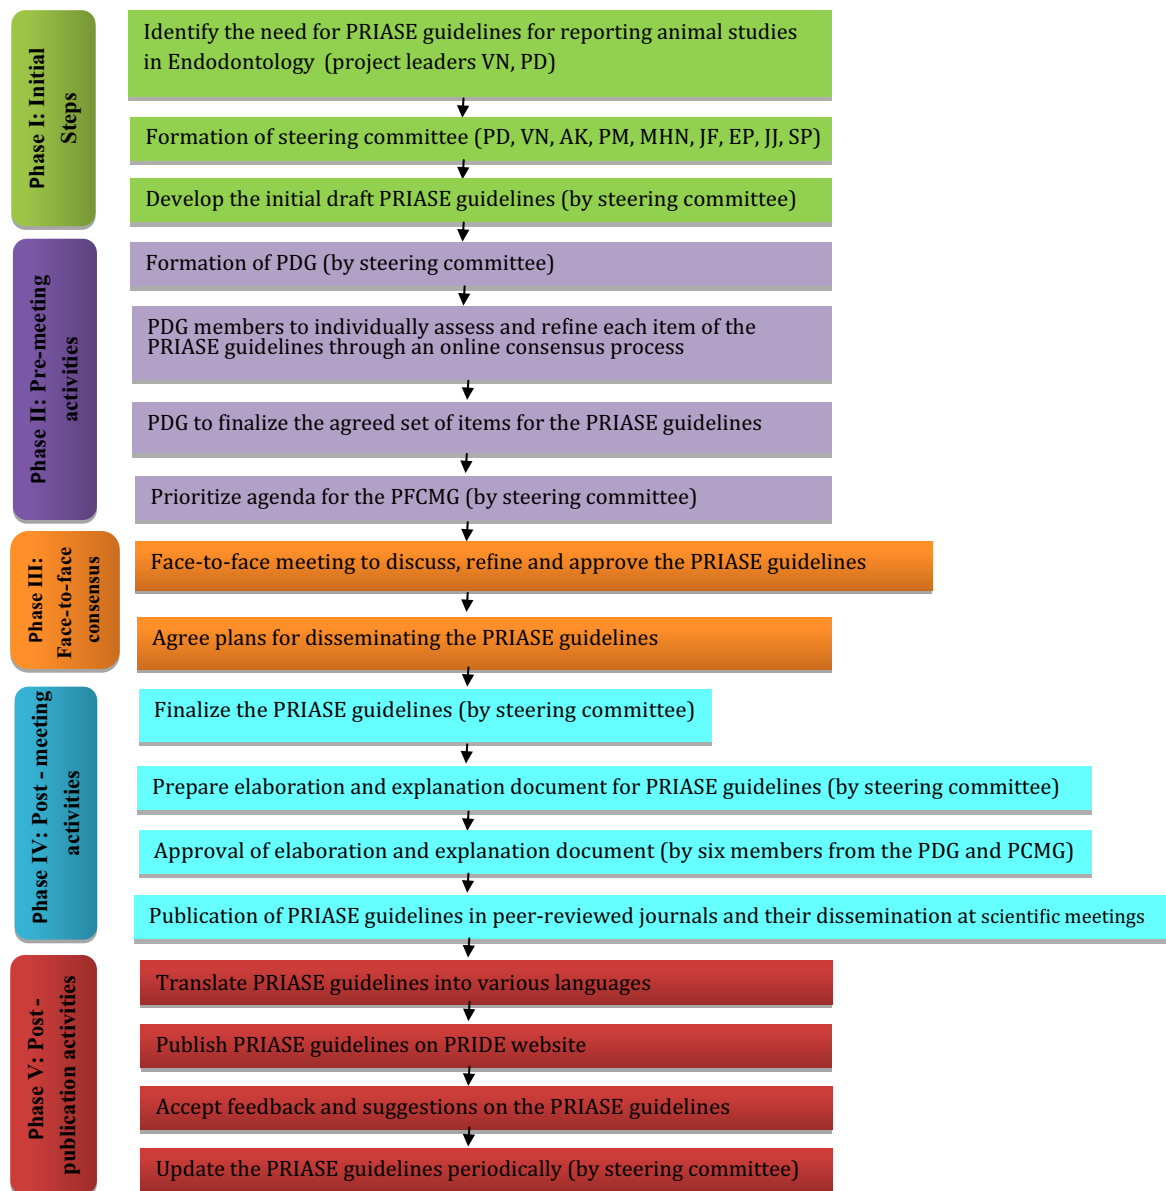 Phase I: Initial
Steps
Identify the need for PRIASE guidelines for reporting animal studies
in Endodontology (project leaders VN, PD)
Formation of steering committee (PD, VN, AK, PM, MHN, JF, EP, JJ, SP)
Develop the initial draft PRIASE guidelines (by steering committee)
Phase II: Pre-meeting
activities
Formation of PDG (by steering committee)
PDG members to individually assess and refine each item of the
PRIASE guidelines through an online consensus process
PDG to finalize the agreed set of items for the PRIASE guidelines
Prioritize agenda for the PFCMG (by steering committee)
Phase III:
Face-to-face
consensus
Face-to-face meeting to discuss, refine and approve the PRIASE guidelines
Agree plans for disseminating the PRIASE guidelines
Phase IV: Post - meeting
activities
Finalize the PRIASE guidelines (by steering committee)
Prepare elaboration and explanation document for PRIASE guidelines (by steering committee)
Approval of elaboration and explanation document (by six members from the PDG and PCMG)
Publication of PRIASE guidelines in peer-reviewed journals and their dissemination at scientific meetings
Phase V: Post -
publication activities
Translate PRIASE guidelines into various languages
Publish PRIASE guidelines on PRIDE website
Accept feedback and suggestions on the PRIASE guidelines
Update the PRIASE guidelines periodically (by steering committee)